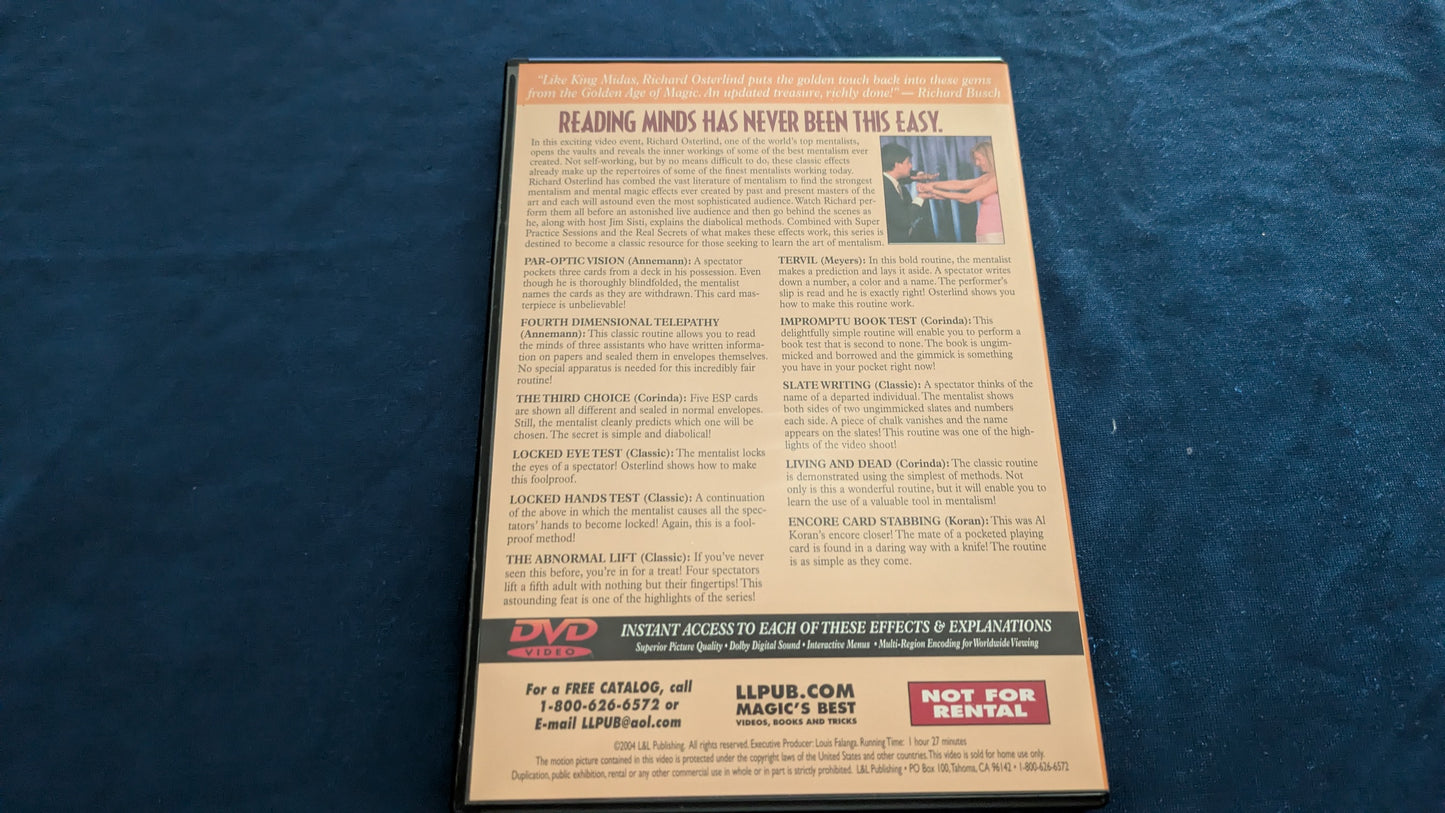 "Like King Midas, Richard Osterlind puts the golden touch back into these gems
from the Golden Age of Magic. An updated treasure, richly done!" — Richard Busch
READING MINDS HAS NEVER BEEN THIS EASY.
In this exciting video event, Richard Osterlind, one of the world's top mentalists,
opens the vaults and reveals the inner workings of some of the best mentalism ever
created. Not self-working, but by no means difficult to do, these classic effects
already make up the repertoires of some of the finest mentalists working today.
Richard Osterlind has combed the vast literature of mentalism to find the strongest
mentalism and mental magic effects ever created by past and present masters of the
art and each will astound even the most sophisticated audience. Watch Richard per-
form them all before an astonished live audience and then go behind the scenes as
he, along with host Jim Sisti, explains the diabolical methods. Combined with Super
Practice Sessions and the Real Secrets of what makes these effects work, this series is
destined to become a classic resource for those seeking to learn the art of mentalism.
PAR-OPTIC VISION (Annemann): A spectator
pockets three cards from a deck in his possession. Even
though he is thoroughly blindfolded, the mentalist
names the cards as they are withdrawn. This card mas-
terpiece is unbelievable!
FOURTH DIMENSIONAL TELEPATHY
(Annemann): This classic routine allows you to read
the minds of three assistants who have written informa-
tion on papers and sealed them in envelopes themselves.
No special apparatus is needed for this incredibly fair
routine!
THE THIRD CHOICE (Corinda): Five ESP cards
are shown all different and sealed in normal envelopes.
Still, the mentalist cleanly predicts which one will be
chosen. The secret is simple and diabolical!
LOCKED EYE TEST (Classic): The mentalist locks
the eyes of a spectator! Osterlind shows how to make
this foolproof.
LOCKED HANDS TEST (Classic): A continuation
of the above in which the mentalist causes all the spec-
tators' hands to become locked! Again, this is a fool-
proof method!
THE ABNORMAL LIFT (Classic): If you've never
seen this before, you're in for a treat! Four spectators
lift a fifth adult with nothing but their fingertips! This
astounding feat is one of the highlights of the series!
TERVIL (Meyers): In this bold routine, the mentalist
makes a prediction and lays it aside. A spectator writes
down a number, a color and a name. The performer's
slip is read and he is exactly right! Osterlind shows you
how to make this routine work.
IMPROMPTU BOOK TEST (Corinda): This
delightfully simple routine will enable you to perform a
book test that is second to none. The book is ungim-
micked and borrowed and the gimmick is something
you have in your pocket right now!
SLATE WRITING (Classic): A spectator thinks of the
name of a departed individual. The mentalist shows
both sides of two ungimmicked slates and numbers
each side. A piece of chalk vanishes and the name
appears on the slates! This routine was one of the high-
lights of the video shoot!
LIVING AND DEAD (Corinda): The classic routine
is demonstrated using the simplest of methods. Not
only is this a wonderful routine, but it will enable you to
learn the use of a valuable tool in mentalism!
ENCORE CARD STABBING (Koran): This was Al
Koran's encore closer! The mate of a pocketed playing
card is found in a daring way with a knife! The routine
is as simple as they come.
DVD
VIDEO
INSTANT ACCESS TO EACH OF THESE EFFECTS & EXPLANATIONS
Superior Picture Quality • Dolby Digital Sound • Interactive Menus • Multi-Region Encoding for Worldwide Viewing
For a FREE CATALOG, call
1-800-626-6572 or
E-mail LLPUB@aol.com
LLPUB.COM
MAGIC'S BEST
VIDEOS, BOOKS AND TRICKS
NOT FOR
RENTAL
©2004 L&L Publishing. All rights reserved. Executive Producer: Louis Falanga. Running Time: 1 hour 27 minutes
The motion picture contained in this video is protected under the copyright laws of the United States and other countries. This video is sold for home use only.
Duplication, public exhibition, rental or any other commercial use in whole or in part is strictly prohibited. L&L Publishing • PO Box 100, Tahoma, CA 96142 • 1-800-626-6572